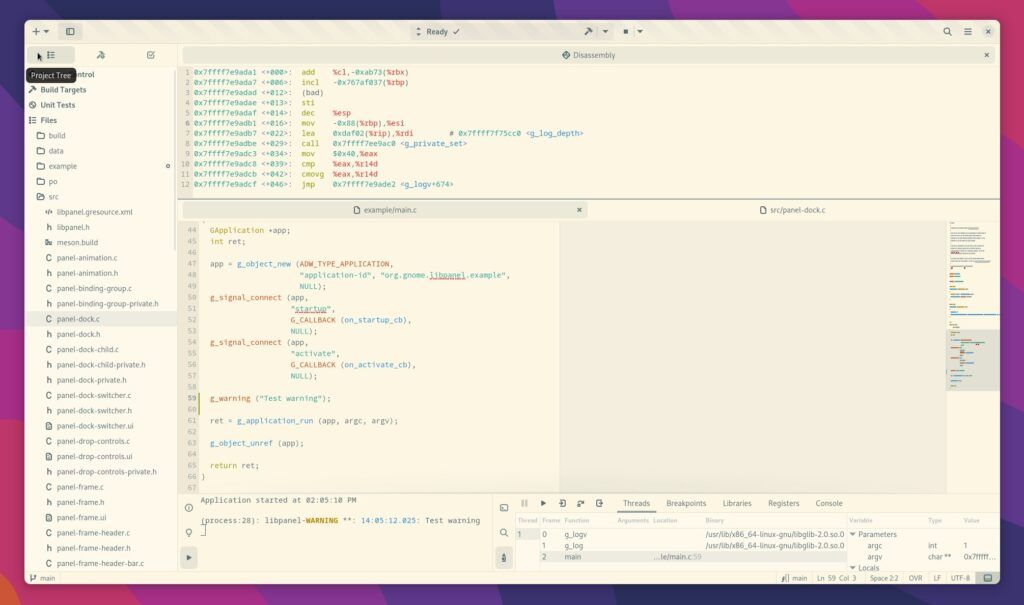 Ready
Project Tree
ntrol
Build Targets
Unit Tests
Files
build
data
example
po
src
libpanel.gresource.xml
libpanel.h
meson.build
panel-animation.c
panel-animation.h
panel-binding-group.c
panel-binding-group-private.h
panel-dock.c
panel-dock.h
panel-dock-child.c
panel-dock-child-private.h
panel-dock-private.h
panel-dock-switcher.c
panel-dock-switcher.h
panel-dock-switcher.ui
panel-drop-controls.c
panel-drop-controls.ui
panel-drop-controls-private.h
panel-frame.c
panel-frame.h
panel-frame.ui
panel-frame-header.c
panel-frame-header.h
panel-frame-header-bar.c
Disassembly
1 0x7ffff7e9ada1 <+000>: add %cl,-0xab73(%rbx)
2 0x7ffff7e9ada7 <+006>: incl -0x767af037(%rbp)
3 0x7ffff7e9adad <+012>: (bad)
4 0x7ffff7e9adae <+013>: sti
5 0x7ffff7e9adaf <+014>: dec %esp
6 0x7ffff7e9adb1 <+016>: mov -0x88(%rbp),%esi
7 0x7ffff7e9adb7 <+022>: lea 0xdaf02(%rip),%rdi # 0x7ffff7f75cc0 <g_log_depth>
8 0x7ffff7e9adbe <+029>: call 0x7ffff7ee9ac0 <g_private_set>
9 0x7ffff7e9adc3 <+034>: mov $0x40,%eax
10 0x7ffff7e9adc8 <+039>: cmp %eax,%r14d
11 0x7ffff7e9adcb <+042>: cmovg %eax,%r14d
12 0x7ffff7e9adcf <+046>: jmp 0x7ffff7e9ade2 <g_logv+674>
example/main.c
src/panel-dock.c
44 GApplication *app;
45 int ret;
46
47 app = g_object_new (ADW_TYPE_APPLICATION,
48 "application-id", "org.gnome.libpanel.example",
49 NULL);
50 g_signal_connect (app,
51 "startup",
52 G_CALLBACK (on_startup_cb),
53 NULL);
54 g_signal_connect (app,
55 "activate",
56 G_CALLBACK (on_activate_cb),
57 NULL);
58
59 g_warning ("Test warning");
60
61 ret = g_application_run (app, argc, argv);
62
63 g_object_unref (app);
64
65 return ret;
66 }
67
Application started at 02:05:10 PM
(process:28): libpanel-WARNING **: 14:05:12.025: Test warning
Threads Breakpoints Libraries Registers Console
Thread Frame Function Arguments Location Binary
1 0 g_logv /usr/lib/x86_64-linux-gnu/libglib-2.0.so.0
1 g_log /usr/lib/x86_64-linux-gnu/libglib-2.0.so.0
2 main …le/main.c:59
Variable Type Value
Parameters
argc int 1
argv char ** 0x7fffff…
Locals
main
main Ln 59 Col 3 Space 2:2 OVR LF UTF-8